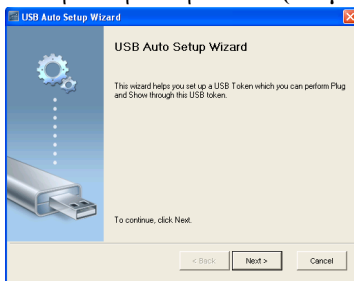 USB Auto Setup Wizard
USB Auto Setup Wizard
This wizard helps you set up a USB Token which you can perform Plug
and Show through this USB token.
To continue, click Next.
< Back
Next >
Cancel